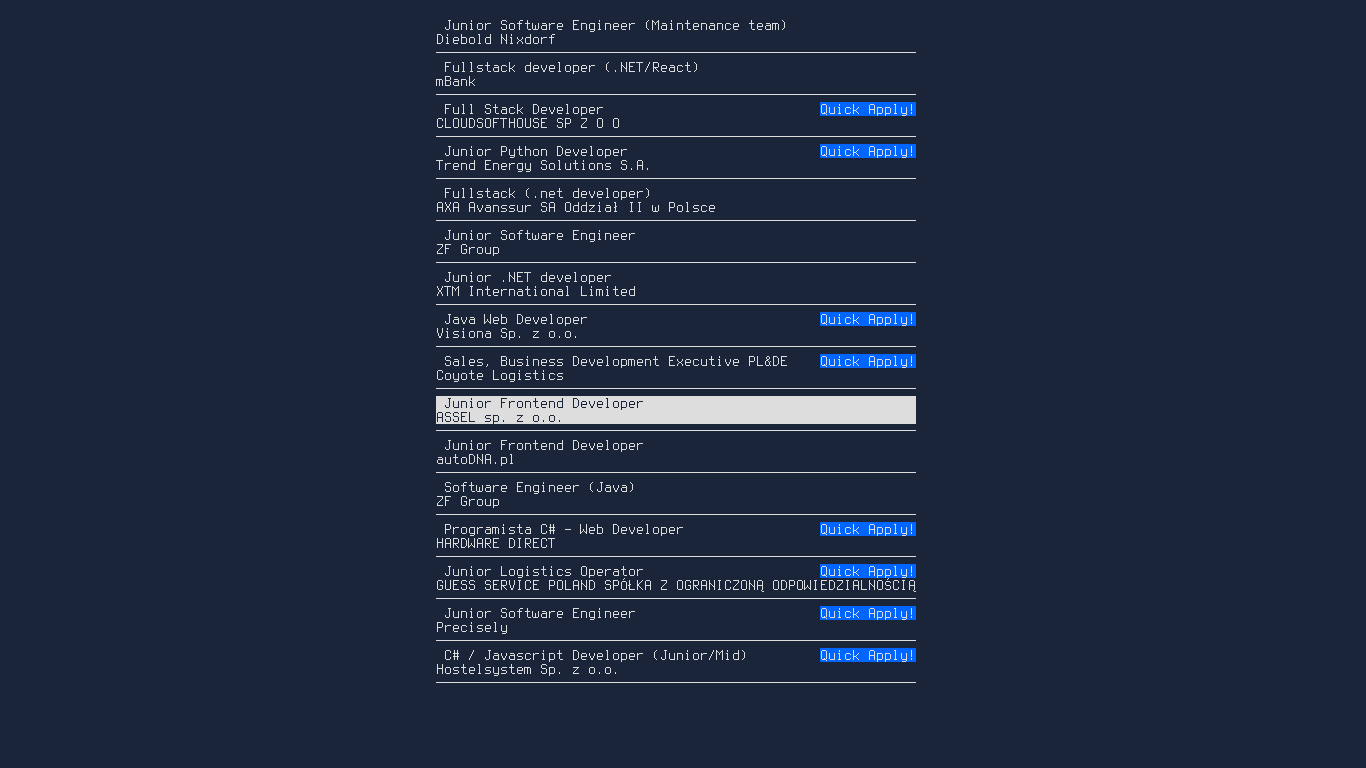 Junior Software Engineer (Maintenance team)
Diebold Nixdorf
Fullstack developer (.NET/React)
mBank
Full Stack Developer Quick Apply!
CLOUDSOFTHOUSE SP Z O O
Junior Python Developer Quick Apply!
Trend Energy Solutions S.A.
Fullstack (.net developer)
AXA Avanssur SA Oddział II w Polsce
Junior Software Engineer
ZF Group
Junior .NET developer
XTM International Limited
Java Web Developer Quick Apply!
Visiona Sp. z o.o.
Sales, Business Development Executive PL&DE Quick Apply!
Coyote Logistics
Junior Frontend Developer
ASSEL sp. z o.o.
Junior Frontend Developer
autoDNA.pl
Software Engineer (Java)
ZF Group
Programista C# - Web Developer Quick Apply!
HARDWARE DIRECT
Junior Logistics Operator Quick Apply!
GUESS SERVICE POLAND SPÓŁKA Z OGRANICZONĄ ODPOWIEDZIALNOŚCIĄ
Junior Software Engineer Quick Apply!
Precisely
C# / Javascript Developer (Junior/Mid) Quick Apply!
Hostelsystem Sp. z o.o.